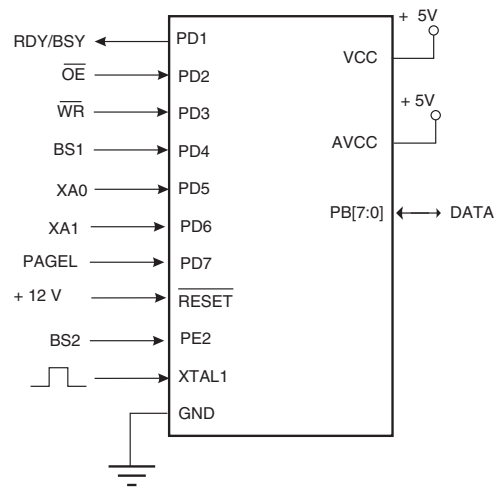 RDY/BSY PD1
OE PD2
WR PD3
BS1 PD4
XA0 PD5
XA1 PD6
PAGEL PD7
+ 12 V RESET
BS2 PE2
XTAL1
GND
+ 5V
VCC
+ 5V
AVCC
PB[7:0] DATA